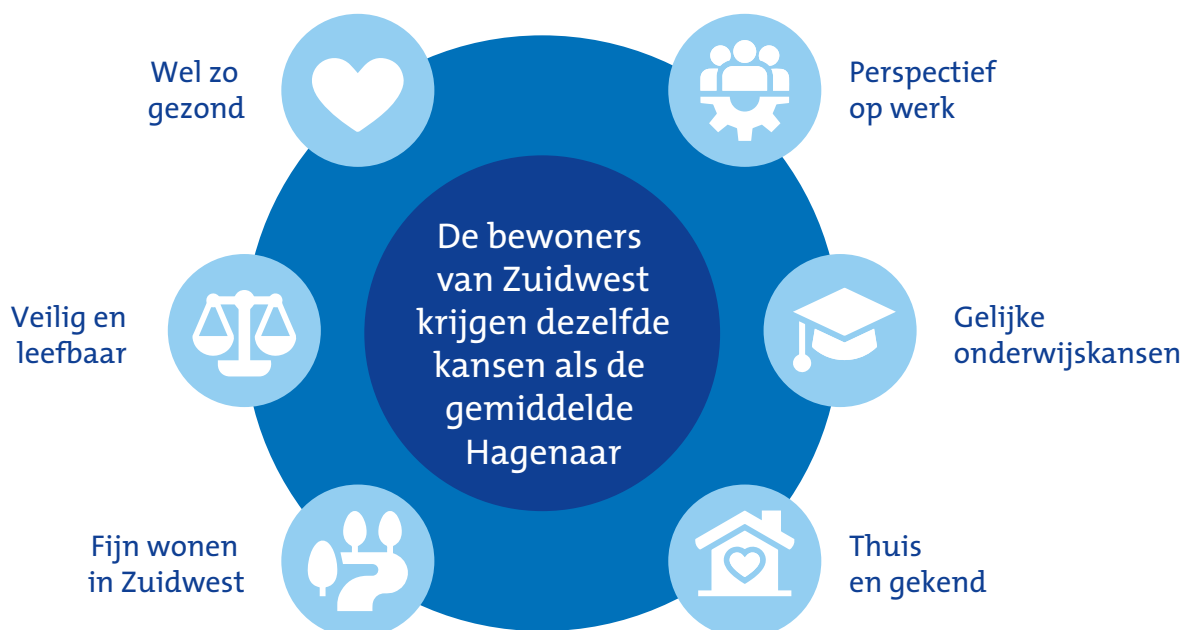 Wel zo
gezond
Perspectief
op werk
De bewoners
van Zuidwest
krijgen dezelfde
kansen als de
gemiddelde
Hagenaar
Veilig en
leefbaar
Gelijke
onderwijskansen
Fijn wonen
in Zuidwest
Thuis
en gekend